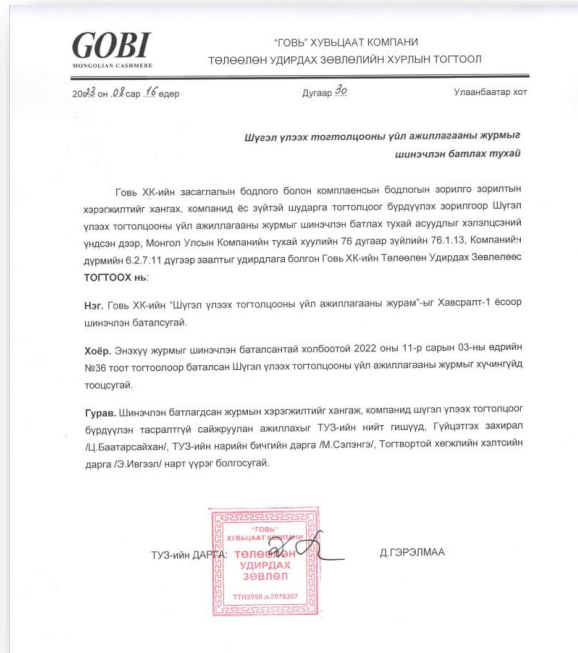 GOBI
MONGOLIAN CASHMERE
"ГОВЬ" ХУВЬЦААТ КОМПАНИ
ТӨЛӨӨЛӨН УДИРДАХ ЗӨВЛӨЛИЙН ХУРЛЫН ТОГТООЛ
2023 он 08 сар 16 өдөр Дугаар 30 Улаанбаатар хот
Шүгэл үлээх тогтолцооны үйл ажиллагааны журмыг
шинэчлэн батлах тухай
Говь ХК-ийн засаглалын бодлого болон комплаенсын бодлогын зорилго зорилтын
хэрэгжилтийг хангах, компанид ёс зүйтэй шударга тогтолцоог бүрдүүлэх зорилгоор Шүгэл
үлээх тогтолцооны үйл ажиллагааны журмыг шинэчлэн батлах тухай асуудлыг хэлэлцсэний
үндсэн дээр, Монгол Улсын Компанийн тухай хуулийн 76 дугаар зүйлийн 76.1.13, Компанийн
дүрмийн 6.2.7.11 дүгээр заалтыг удирдлага болгон Говь ХК-ийн Төлөөлөн Удирдах Зөвлөлөөс
ТОГТООХ нь:
Нэг. Говь ХК-ийн "Шүгэл үлээх тогтолцооны үйл ажиллагааны журам"-ыг Хавсралт-1 ёсоор
шинэчлэн баталсугай.
Хоёр. Энэхүү журмыг шинэчлэн баталсантай холбоотой 2022 оны 11-р сарын 03-ны өдрийн
№36 тоот тогтоолоор баталсан Шүгэл үлээх тогтолцооны үйл ажиллагааны журмыг хүчингүйд
тооцсугай.
Гурав. Шинэчлэн батлагдсан журмын хэрэгжилтийг хангаж, компанид шүгэл үлээх тогтолцоог
бүрдүүлэн тасралтгүй сайжруулан ажиллахыг ТУЗ-ийн нийт гишүүд, Гүйцэтгэх захирал
/Ц.Баатарсайхан/, ТУЗ-ийн нарийн бичгийн дарга /М.Сэлэнгэ/, Тогтвортой хөгжлийн хэлтсийн
дарга /Э.Ивгээл/ нарт үүрэг болгосугай.
"ГОВЬ"
ХУВЬЦААТ КОМПАНИ
ТУЗ-ийн ДАРГА: ТӨЛӨӨЛӨН Д.ГЭРЭЛМАА
УДИРДАХ
ЗӨВЛӨЛ
ТТН2998 2076357